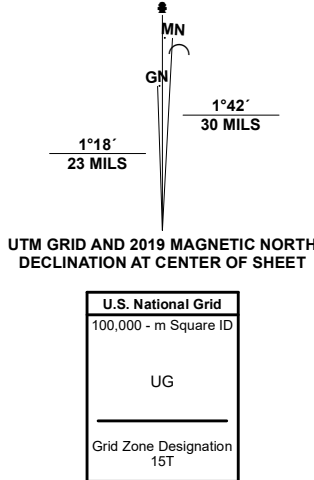 MN
GN
1°42´
30 MILS
1°18´
23 MILS
UTM GRID AND 2019 MAGNETIC NORTH
DECLINATION AT CENTER OF SHEET
U.S. National Grid
100,000 - m Square ID
UG
Grid Zone Designation
15T